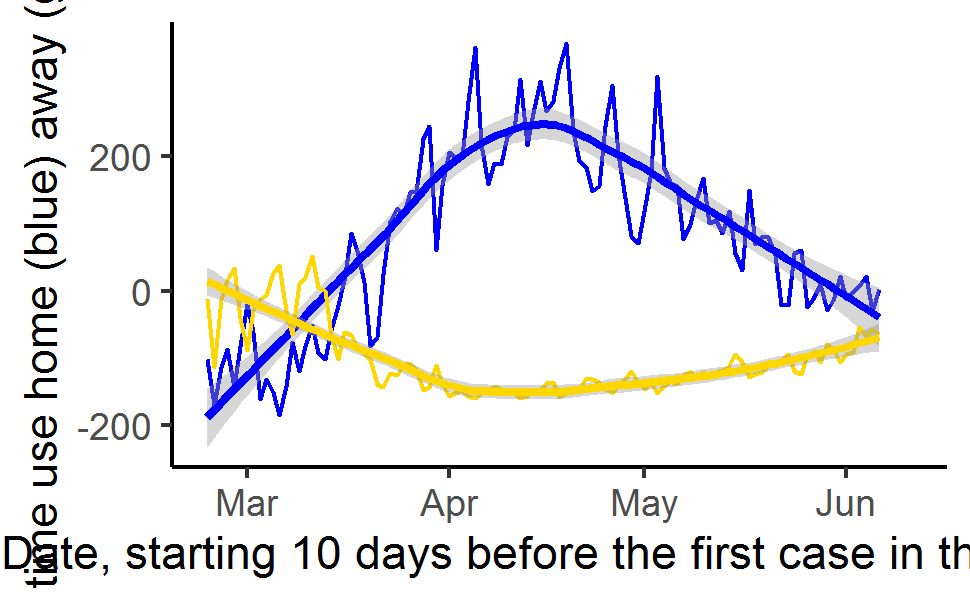 time use home (blue) away (
200
0
-200
Mar Apr May Jun
Date, starting 10 days before the first case in th